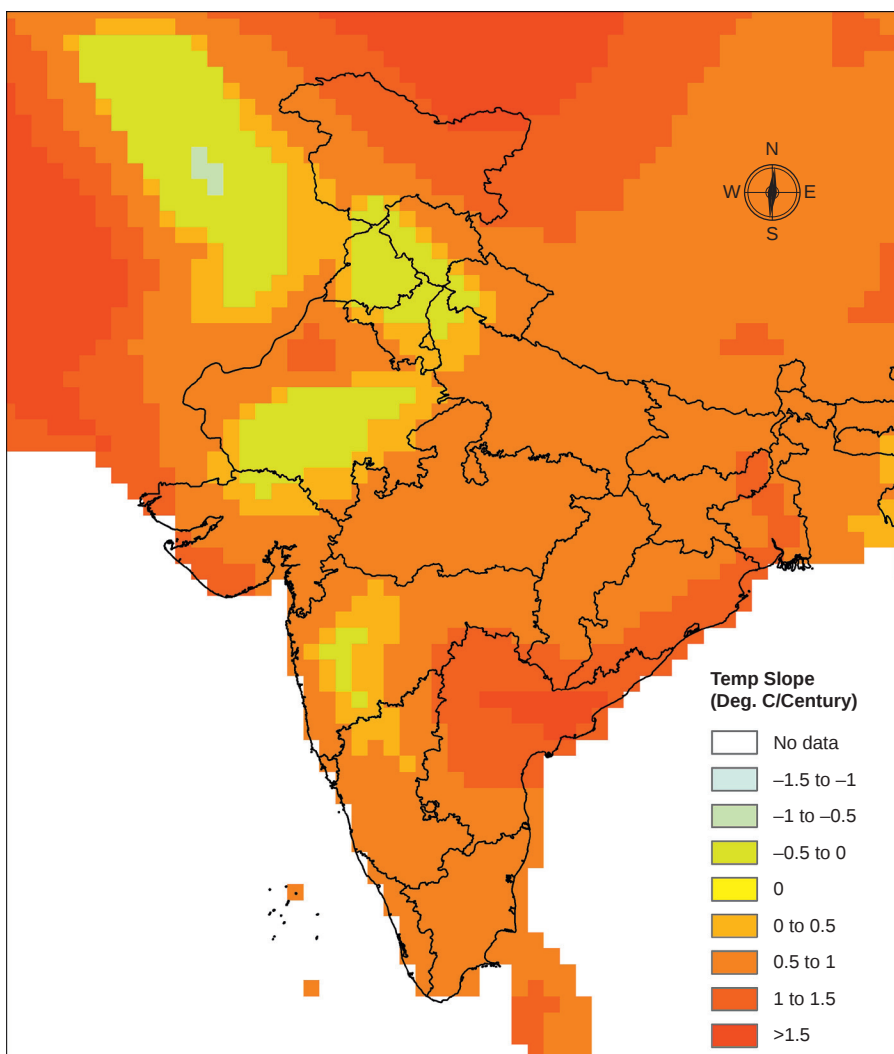 N
W E
S
Temp Slope
(Deg. C/Century)
No data
–1.5 to –1
–1 to –0.5
–0.5 to 0
0
0 to 0.5
0.5 to 1
1 to 1.5
>1.5